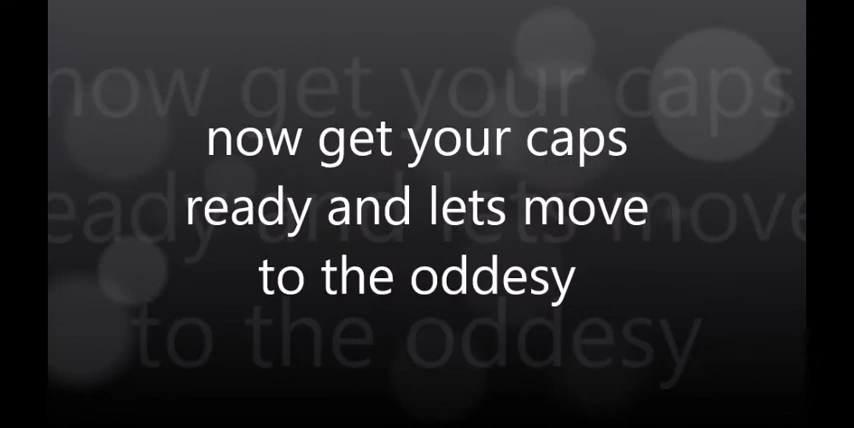 now get your caps
ready and lets move
to the oddesy